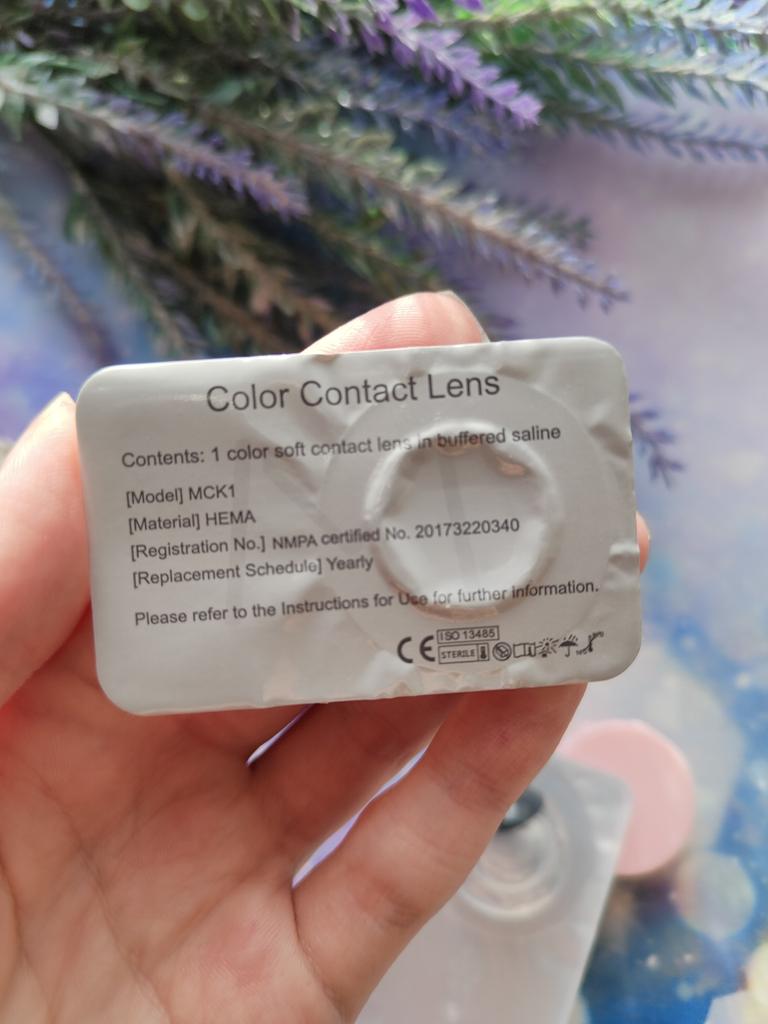 Color Contact Lens
Contents: 1 color soft contact lens in buffered saline
[Model] MCK1
[Material] HEMA
[Registration No.] NMPA certified No. 20173220340
[Replacement Schedule] Yearly
Please refer to the Instructions for Use for further information.
CE ISO 13485
STERILE